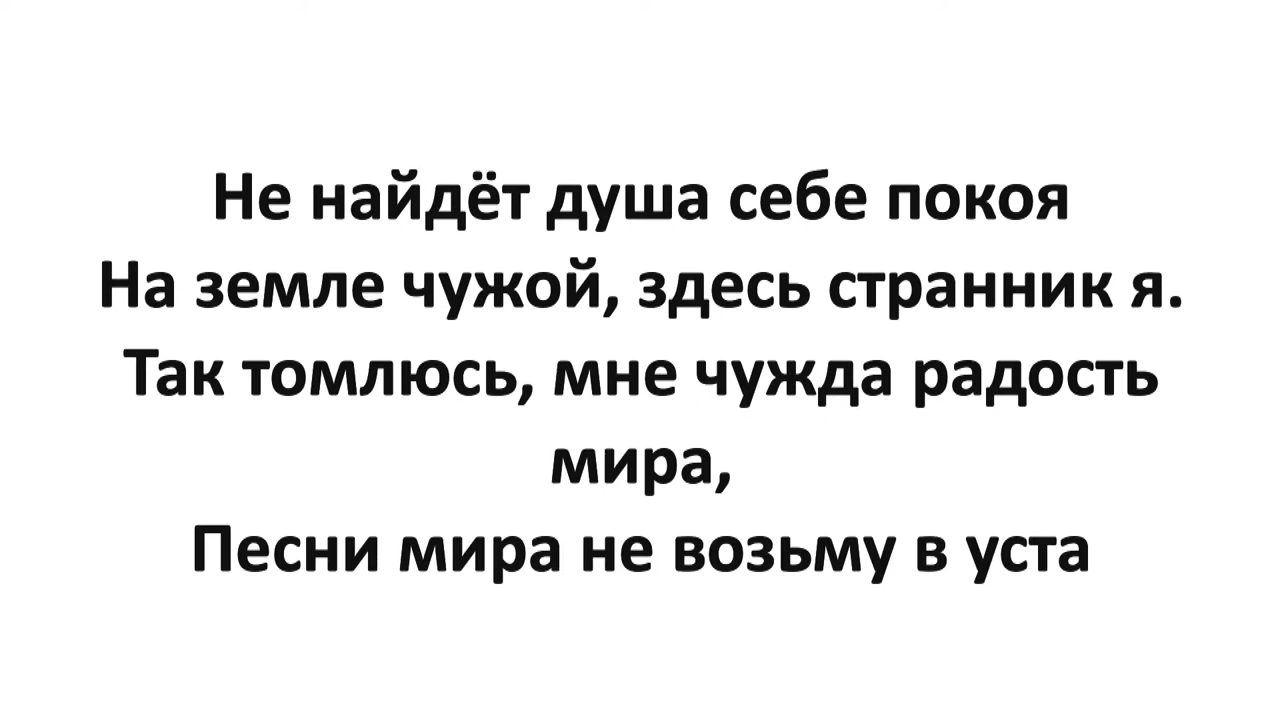 Не найдёт душа себе покоя
На земле чужой, здесь странник я.
Так томлюсь, мне чужда радость
мира,
Песни мира не возьму в уста